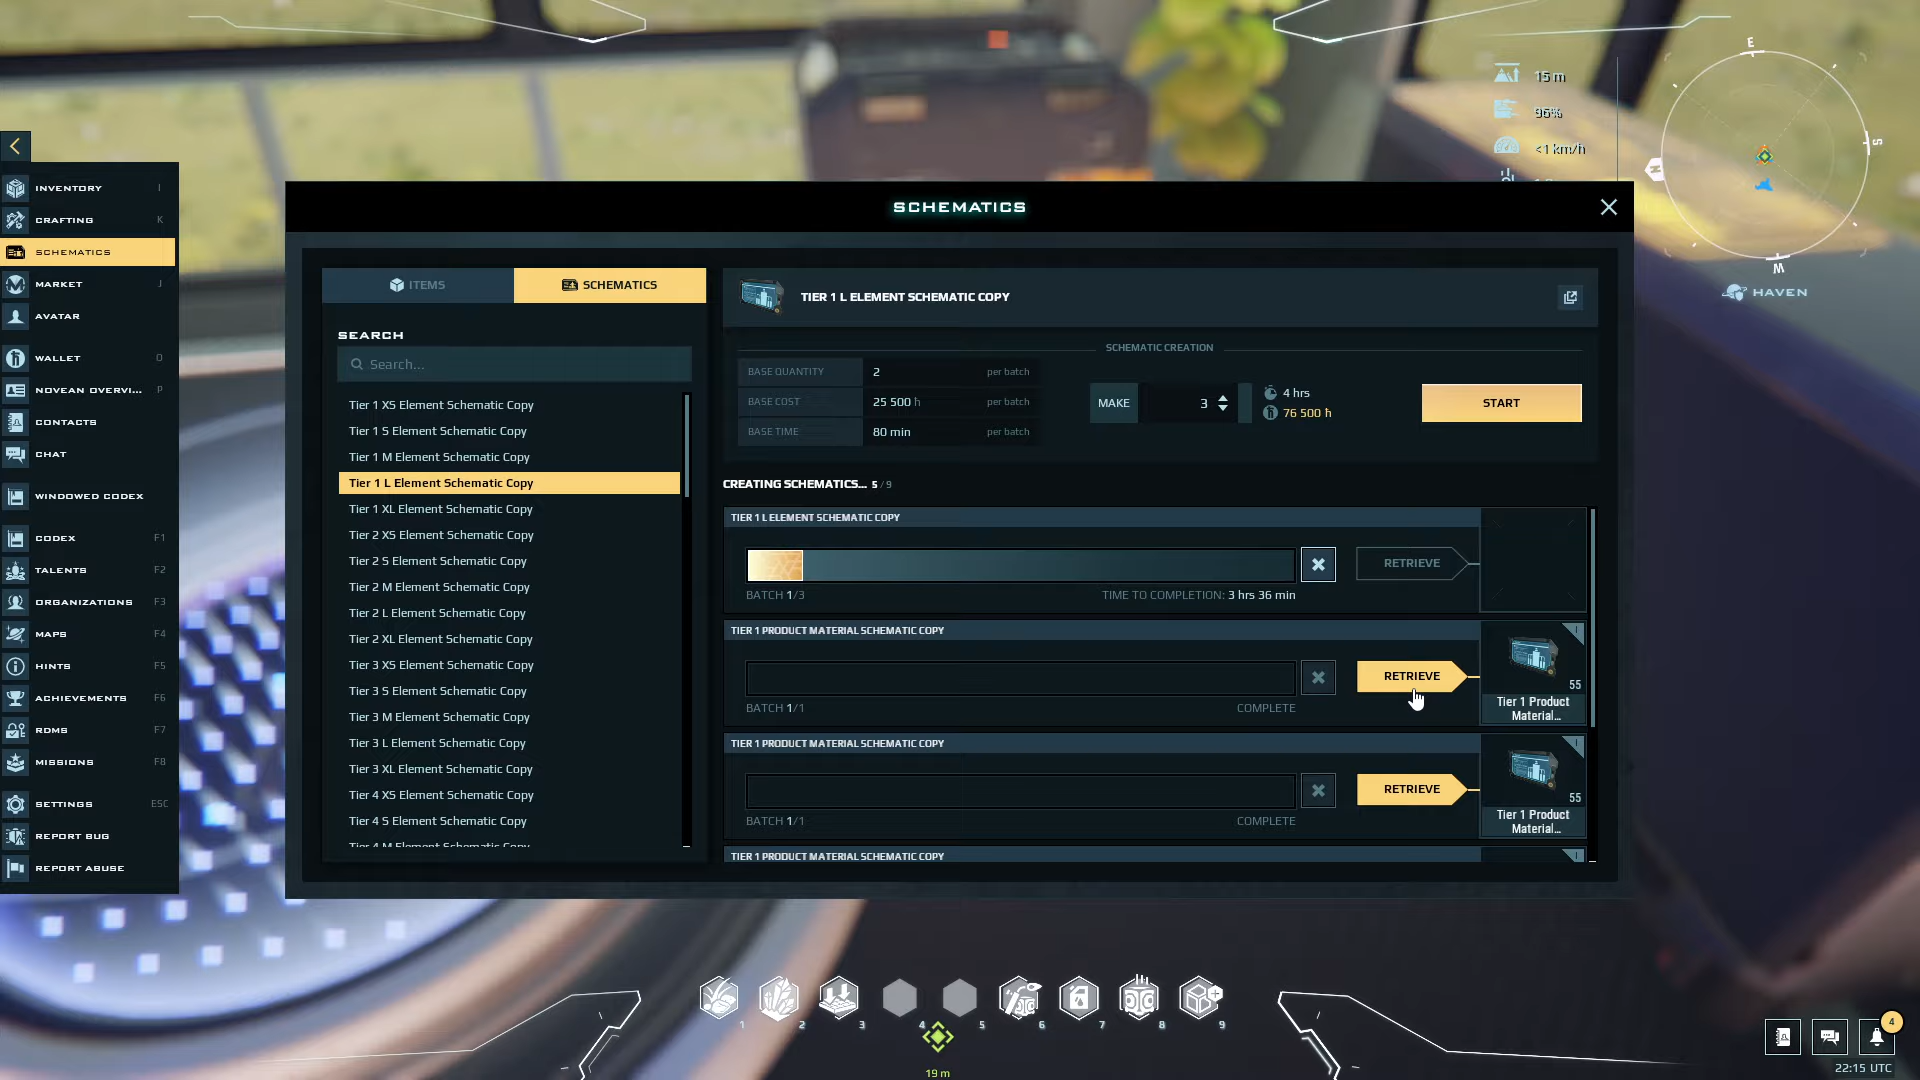 E
15 m
96%
<1 km/h
S
N
W
HAVEN
INVENTORY I
CRAFTING K
SCHEMATICS
MARKET J
AVATAR
WALLET O
NOVEAN OVERVI... P
CONTACTS
CHAT
WINDOWED CODEX
CODEX F1
TALENTS F2
ORGANIZATIONS F3
MAPS F4
HINTS F5
ACHIEVEMENTS F6
RDMS F7
MISSIONS F8
SETTINGS ESC
REPORT BUG
REPORT ABUSE
SCHEMATICS
ITEMS
SCHEMATICS
SEARCH
Search...
Tier 1 XS Element Schematic Copy
Tier 1 S Element Schematic Copy
Tier 1 M Element Schematic Copy
Tier 1 L Element Schematic Copy
Tier 1 XL Element Schematic Copy
Tier 2 XS Element Schematic Copy
Tier 2 S Element Schematic Copy
Tier 2 M Element Schematic Copy
Tier 2 L Element Schematic Copy
Tier 2 XL Element Schematic Copy
Tier 3 XS Element Schematic Copy
Tier 3 S Element Schematic Copy
Tier 3 M Element Schematic Copy
Tier 3 L Element Schematic Copy
Tier 3 XL Element Schematic Copy
Tier 4 XS Element Schematic Copy
Tier 4 S Element Schematic Copy
Tier 4 M Element Schematic Copy
TIER 1 L ELEMENT SCHEMATIC COPY
SCHEMATIC CREATION
BASE QUANTITY 2 per batch
BASE COST 25 500 ħ per batch
BASE TIME 80 min per batch
MAKE 3
4 hrs
76 500 ħ
START
CREATING SCHEMATICS... 5 / 9
TIER 1 L ELEMENT SCHEMATIC COPY
RETRIEVE
BATCH 1/3 TIME TO COMPLETION: 3 hrs 36 min
TIER 1 PRODUCT MATERIAL SCHEMATIC COPY
RETRIEVE
55
BATCH 1/1 COMPLETE
Tier 1 Product
Material...
TIER 1 PRODUCT MATERIAL SCHEMATIC COPY
RETRIEVE
55
BATCH 1/1 COMPLETE
Tier 1 Product
Material...
TIER 1 PRODUCT MATERIAL SCHEMATIC COPY
1 2 3 4 5 6 7 8 9
19 m
4
22:15 UTC